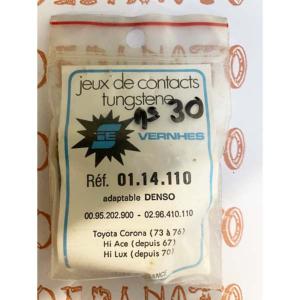 jeux de contacts
tungstene
n° 30
VERNHES
Réf. 01.14.110
adaptable DENSO
00.95.202.900 - 02.96.410.110
Toyota Corona (73 à 76)
Hi Ace (depuis 67)
Hi Lux (depuis 70)